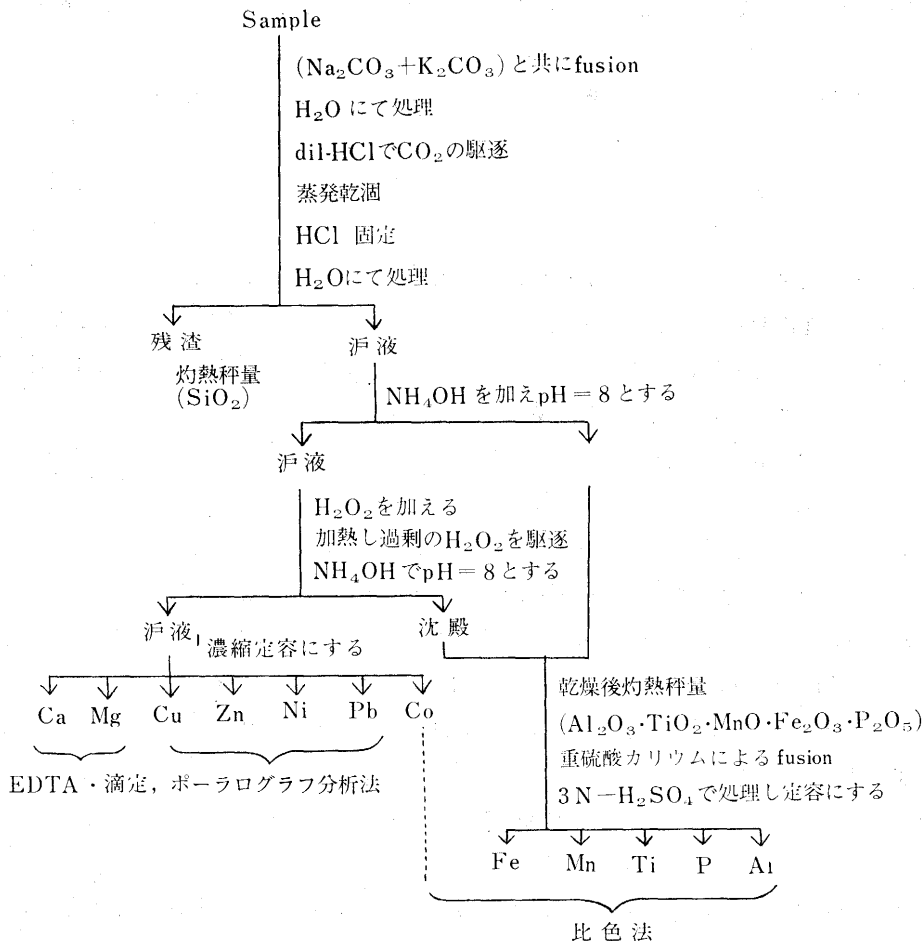 Sample
(Na₂CO₃+K₂CO₃)と共にfusion
H₂Oにて処理
dil-HClでCO₂の駆逐
蒸発乾涸
HCl 固定
H₂Oにて処理
残渣
沪液
灼熱秤量
(SiO₂)
NH₄OHを加えpH=8とする
沪液
H₂O₂を加える
加熱し過剰のH₂O₂を駆逐
NH₄OHでpH=8とする
沪液
沈殿
濃縮定容にする
Ca Mg Cu Zn Ni Pb Co
EDTA・滴定,ポーラログラフ分析法
乾燥後灼熱秤量
(Al₂O₃・TiO₂・MnO・Fe₂O₃・P₂O₅)
重硫酸カリウムによるfusion
3N-H₂SO₄で処理し定容にする
Fe Mn Ti P Al
比色法